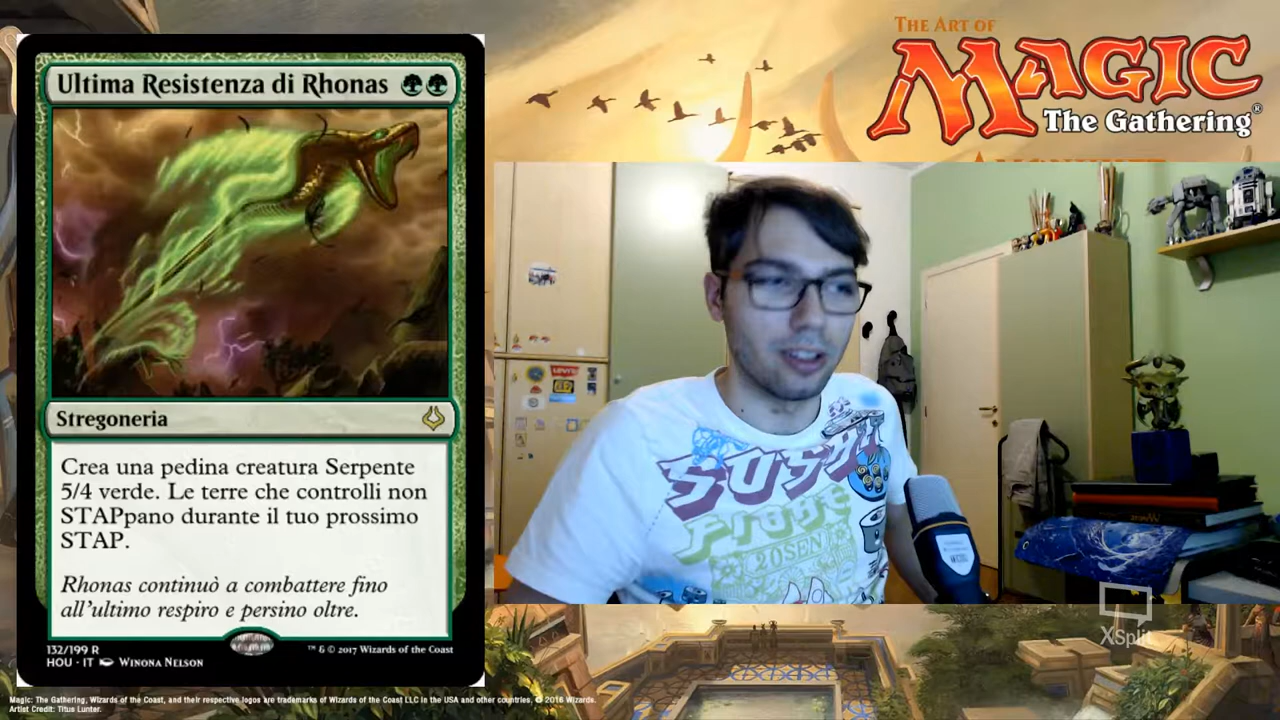 Ultima Resistenza di Rhonas
Stregoneria
Crea una pedina creatura Serpente
5/4 verde. Le terre che controlli non
STAPpano durante il tuo prossimo
STAP.
Rhonas continuò a combattere fino
all'ultimo respiro e persino oltre.
132/199 R
HOU · IT WINONA NELSON
™ & © 2017 Wizards of the Coast
THE ART OF
MAGIC
The Gathering®
SUSHI
FIGHT
20SEN
XSplit
Magic: The Gathering, Wizards of the Coast, and their respective logos are trademarks of Wizards of the Coast LLC in the USA and other countries. © 2016 Wizards.
Artist Credit: Titus Lunter.